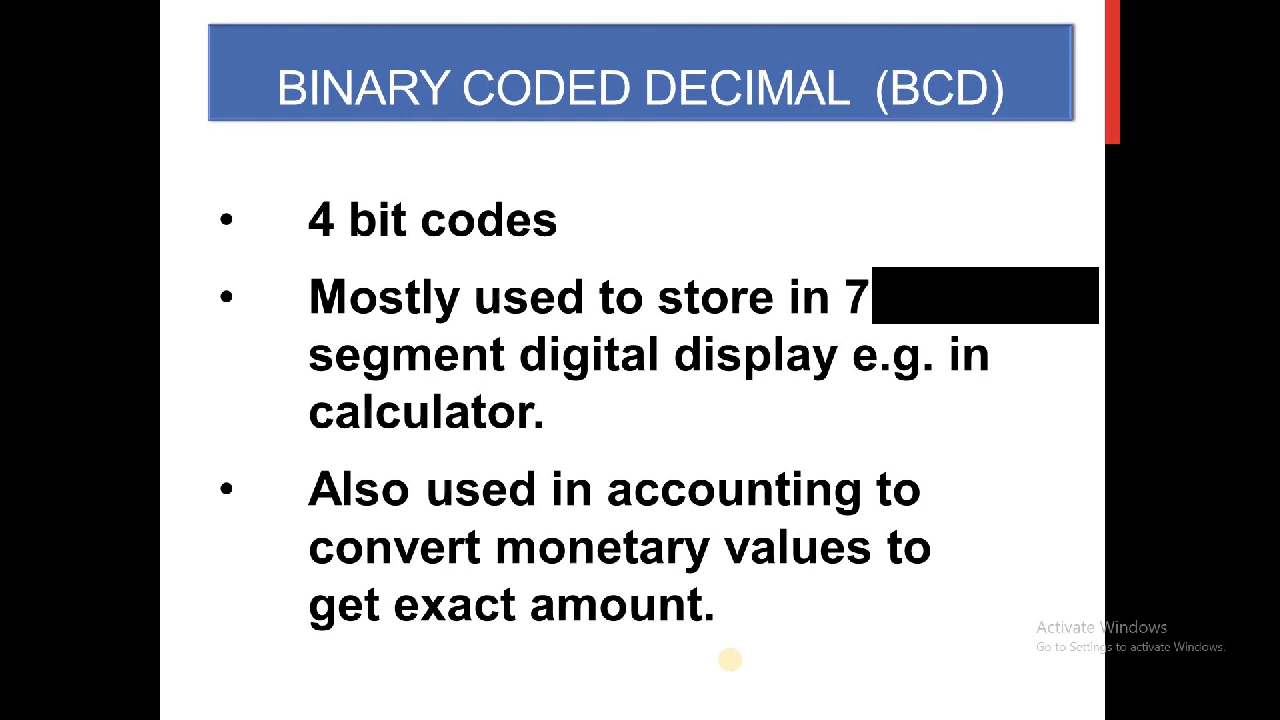 BINARY CODED DECIMAL (BCD)
• 4 bit codes
• Mostly used to store in 7
segment digital display e.g. in
calculator.
• Also used in accounting to
convert monetary values to
get exact amount.
Activate Windows
Go to Settings to activate Windows.